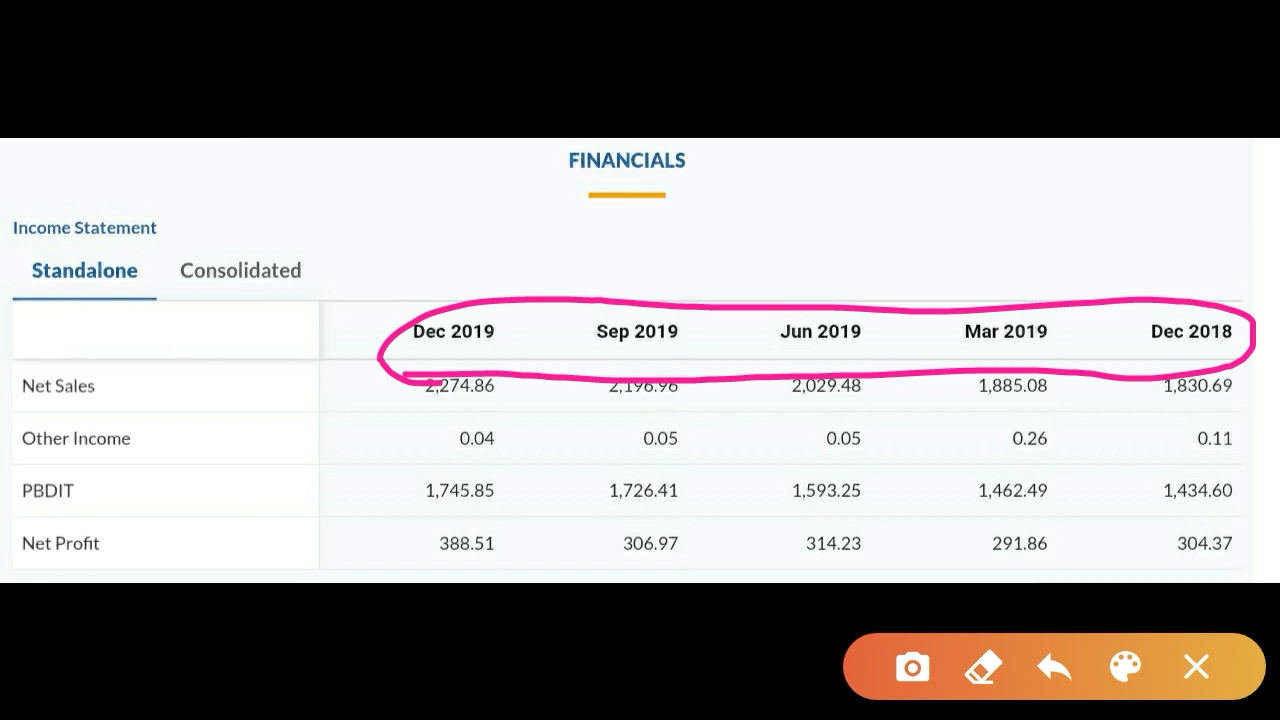 FINANCIALS
Income Statement
Standalone Consolidated
Dec 2019 Sep 2019 Jun 2019 Mar 2019 Dec 2018
Net Sales 2,274.86 2,196.96 2,029.48 1,885.08 1,830.69
Other Income 0.04 0.05 0.05 0.26 0.11
PBDIT 1,745.85 1,726.41 1,593.25 1,462.49 1,434.60
Net Profit 388.51 306.97 314.23 291.86 304.37